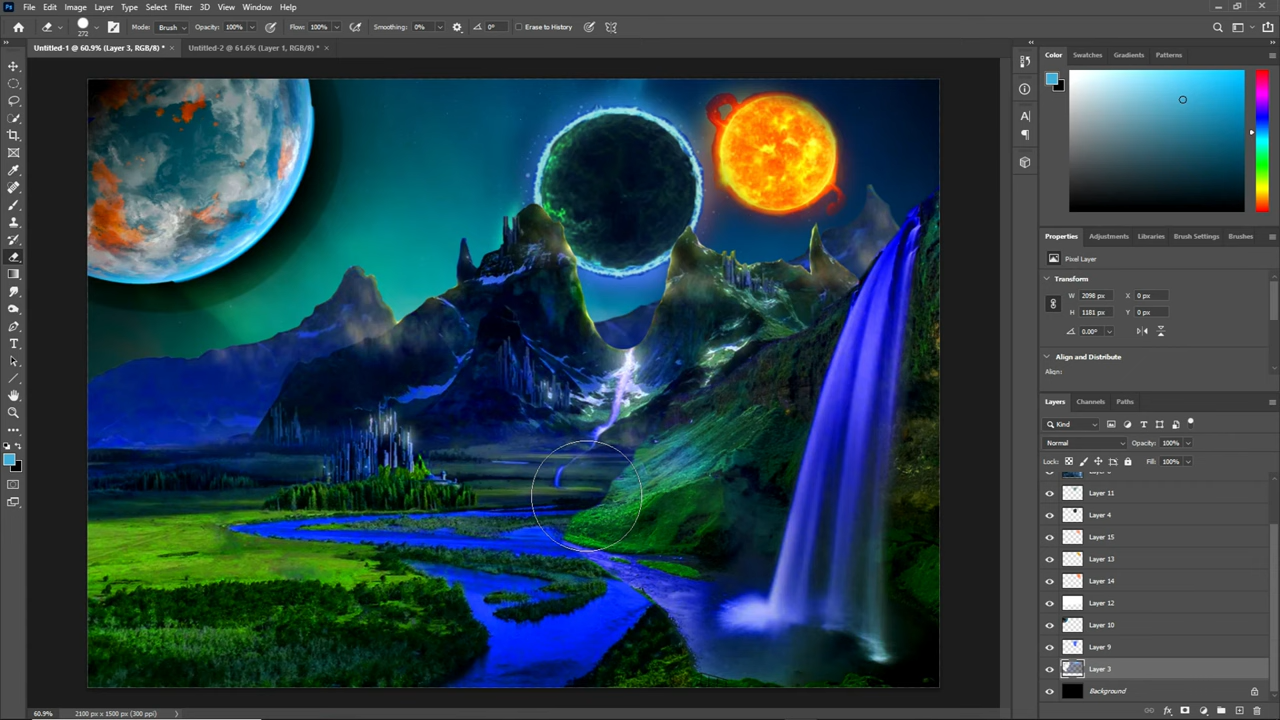 Ps File Edit Image Layer Type Select Filter 3D View Window Help
272 Mode: Brush Opacity: 100% Flow: 100% Smoothing: 0% 0° Erase to History
Untitled-1 @ 60.9% (Layer 3, RGB/8) * × Untitled-2 @ 61.6% (Layer 1, RGB/8) * ×
Color Swatches Gradients Patterns
Properties Adjustments Libraries Brush Settings Brushes
Pixel Layer
Transform
W 2098 px X 0 px
H 1181 px Y 0 px
0.00°
Align and Distribute
Align:
Layers Channels Paths
Kind
Normal Opacity: 100%
Lock: Fill: 100%
Layer 11
Layer 4
Layer 15
Layer 13
Layer 14
Layer 12
Layer 10
Layer 9
Layer 3
Background
60.9% 2100 px x 1500 px (300 ppi)